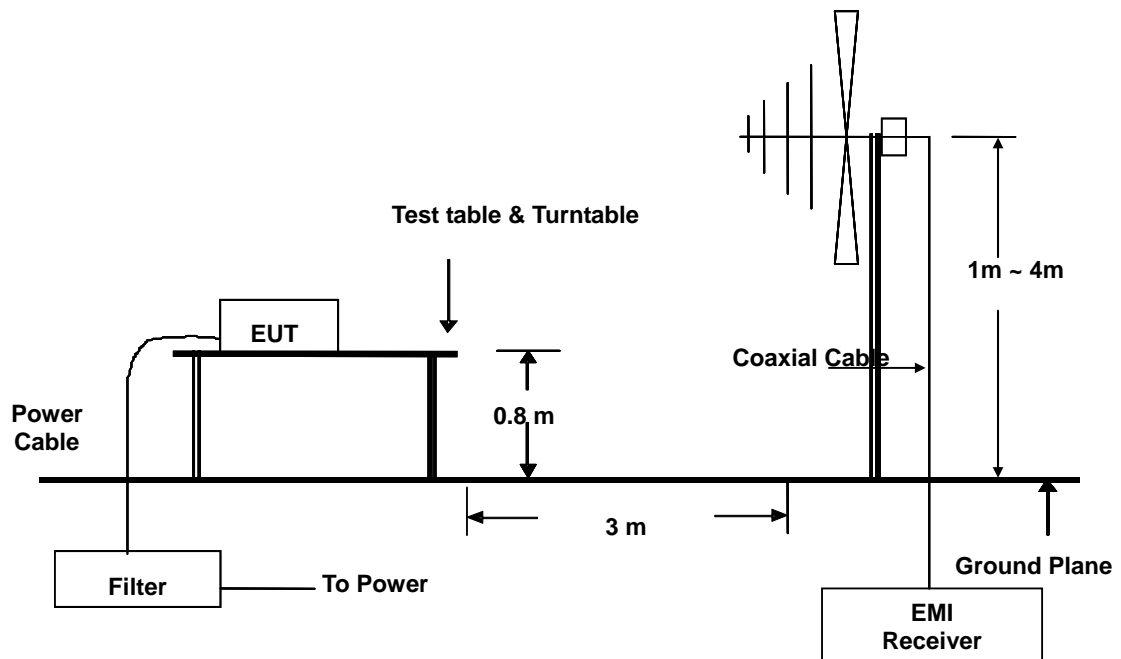 Test table & Turntable
1m ~ 4m
EUT
Coaxial Cable
0.8 m
Power
Cable
3 m
Ground Plane
Filter
To Power
EMI
Receiver